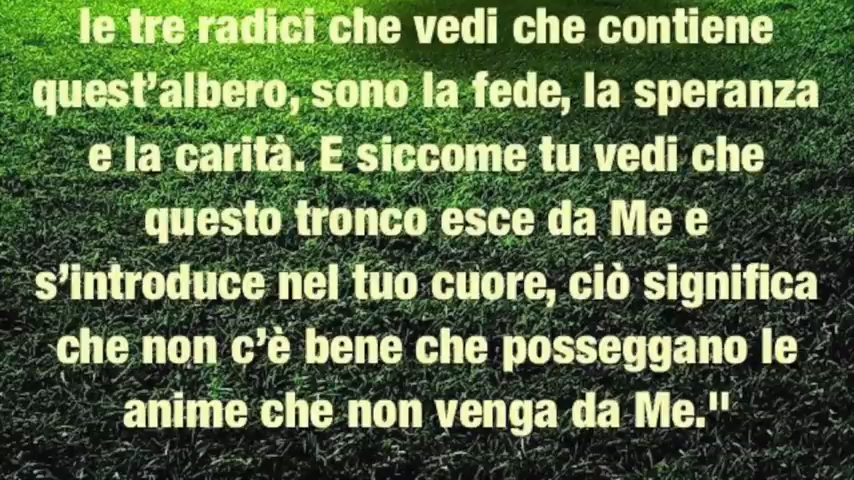 le tre radici che vedi che contiene
quest'albero, sono la fede, la speranza
e la carità. E siccome tu vedi che
questo tronco esce da Me e
s'introduce nel tuo cuore, ciò significa
che non c'è bene che posseggano le
anime che non venga da Me."